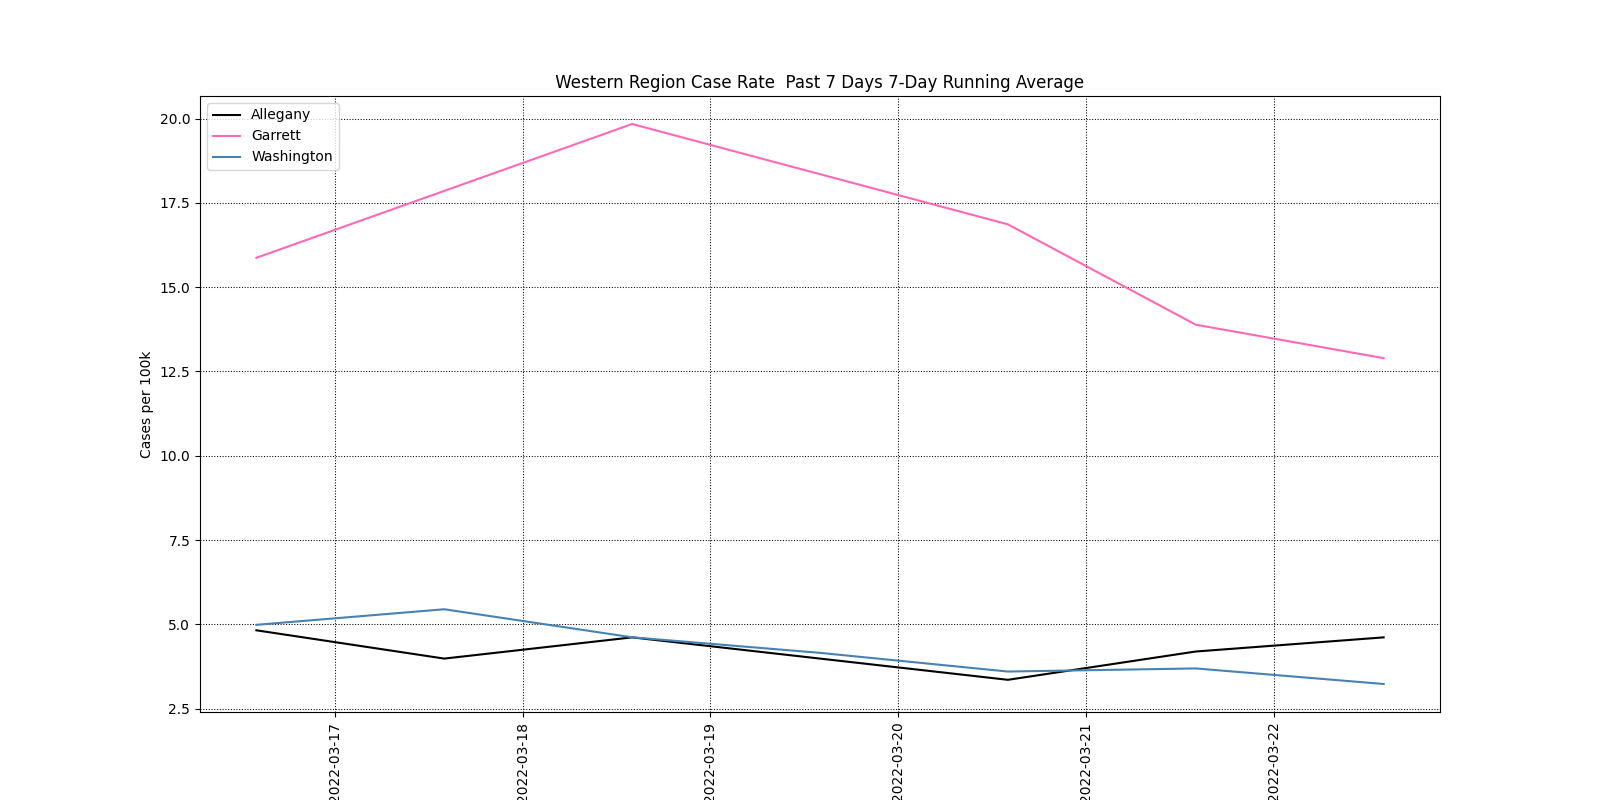 Western Region Case Rate  Past 7 Days 7-Day Running Average
Allegany
Garrett
Washington
Cases per 100k
20.0
17.5
15.0
12.5
10.0
7.5
5.0
2.5
2022-03-17
2022-03-18
2022-03-19
2022-03-20
2022-03-21
2022-03-22